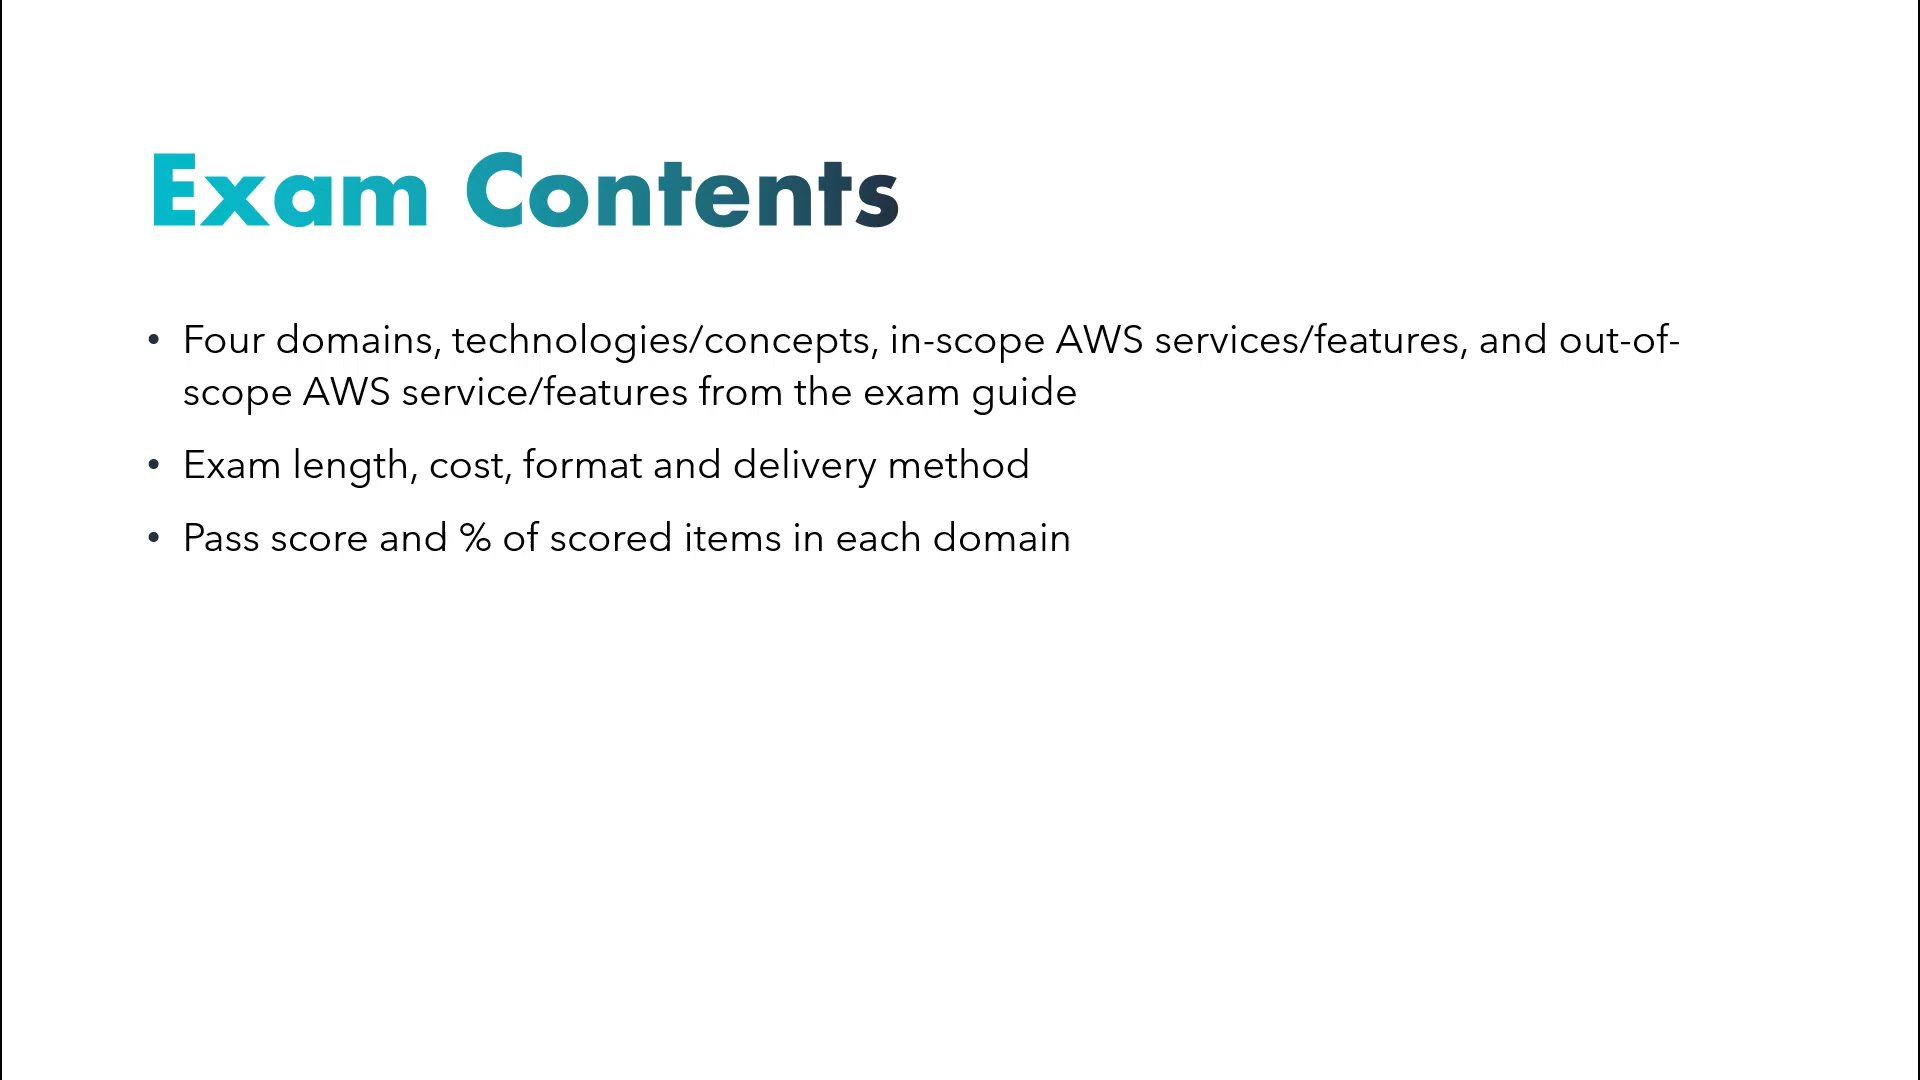 Exam Contents
• Four domains, technologies/concepts, in-scope AWS services/features, and out-of-
scope AWS service/features from the exam guide
• Exam length, cost, format and delivery method
• Pass score and % of scored items in each domain